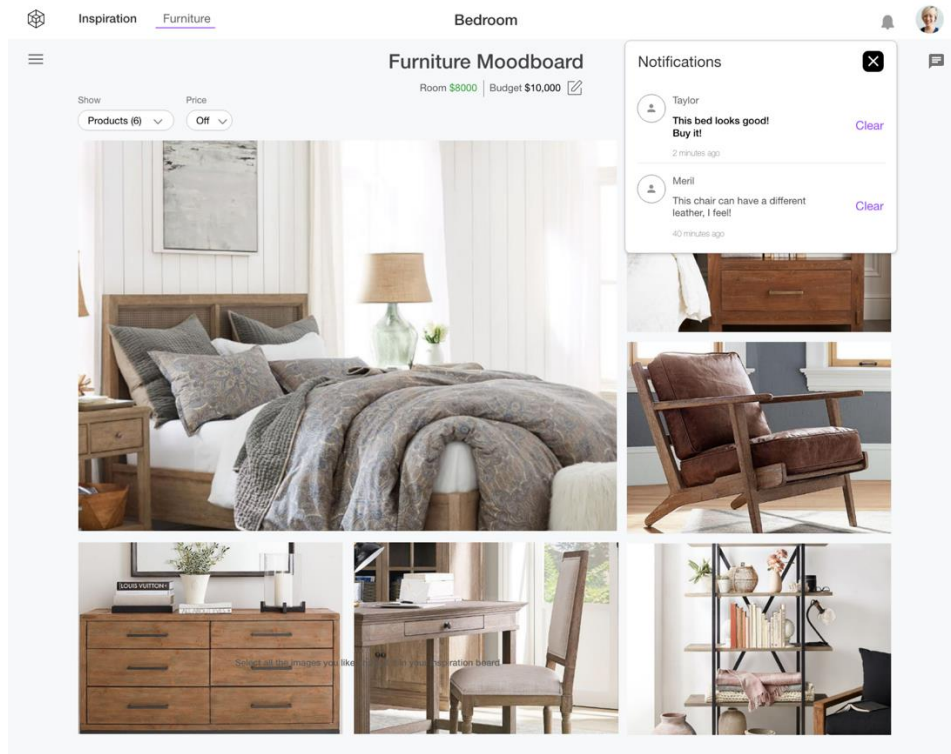 Inspiration
Furniture
Bedroom
Furniture Moodboard
Room $8000
Budget $10,000
Show
Products (6)
Price
Off
Notifications
Taylor
This bed looks good!
Buy it!
Clear
2 minutes ago
Meril
This chair can have a different
leather, I feel!
Clear
40 minutes ago
LOUIS VUITTON
Select all the images you like
in your inspiration board